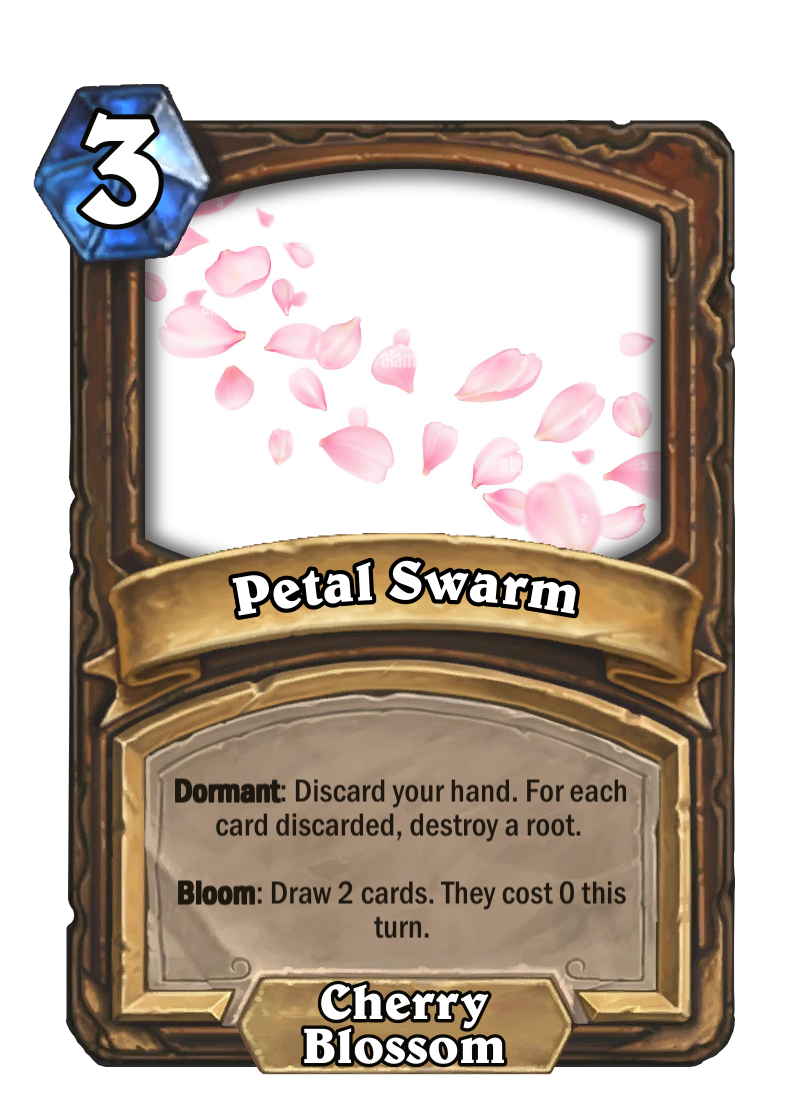 3
alam
a
Petal Swarm
Dormant: Discard your hand. For each
card discarded, destroy a root.
Bloom: Draw 2 cards. They cost 0 this
turn.
Cherry
Blossom